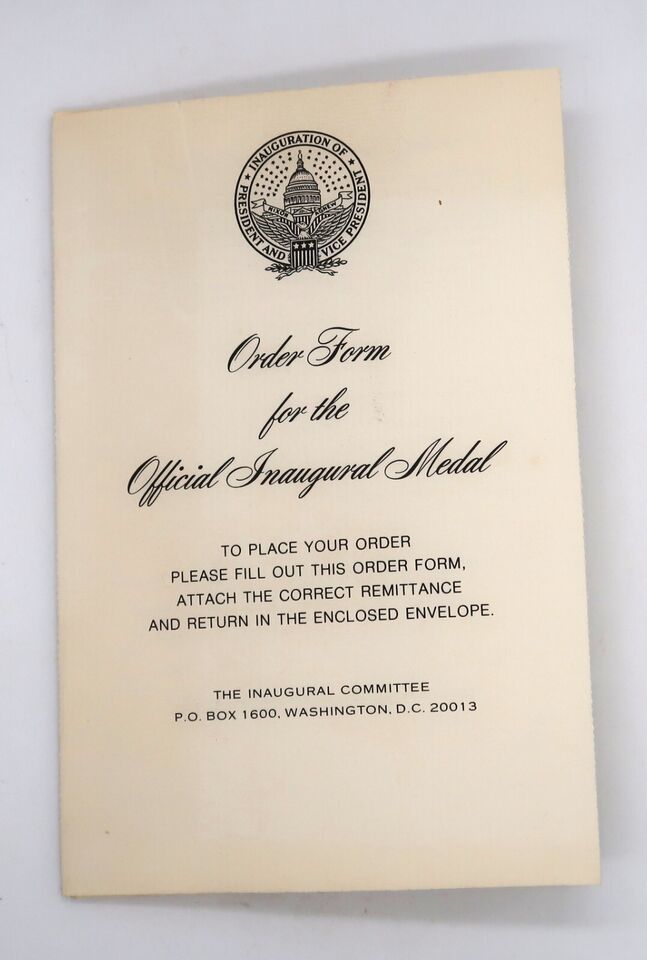 ★ INAUGURATION OF ★
PRESIDENT AND VICE PRESIDENT
NIXON AGNEW
Order Form
for the
Official Inaugural Medal
TO PLACE YOUR ORDER
PLEASE FILL OUT THIS ORDER FORM,
ATTACH THE CORRECT REMITTANCE
AND RETURN IN THE ENCLOSED ENVELOPE.
THE INAUGURAL COMMITTEE
P.O. BOX 1600, WASHINGTON, D.C. 20013